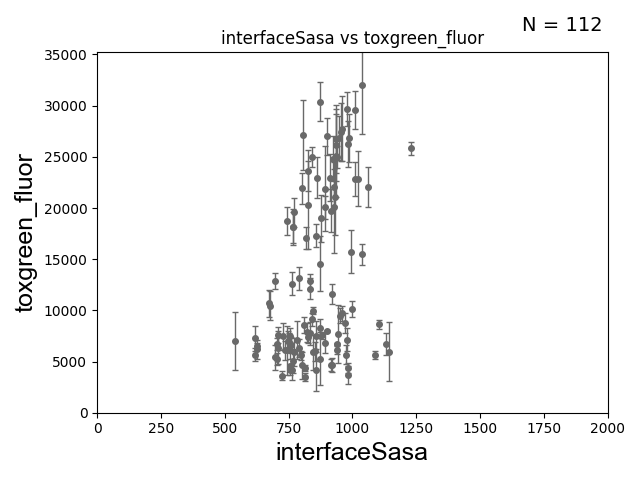 N = 112
interfaceSasa vs toxgreen_fluor
35000
30000
25000
20000
15000
10000
5000
0
toxgreen_fluor
0 250 500 750 1000 1250 1500 1750 2000
interfaceSasa